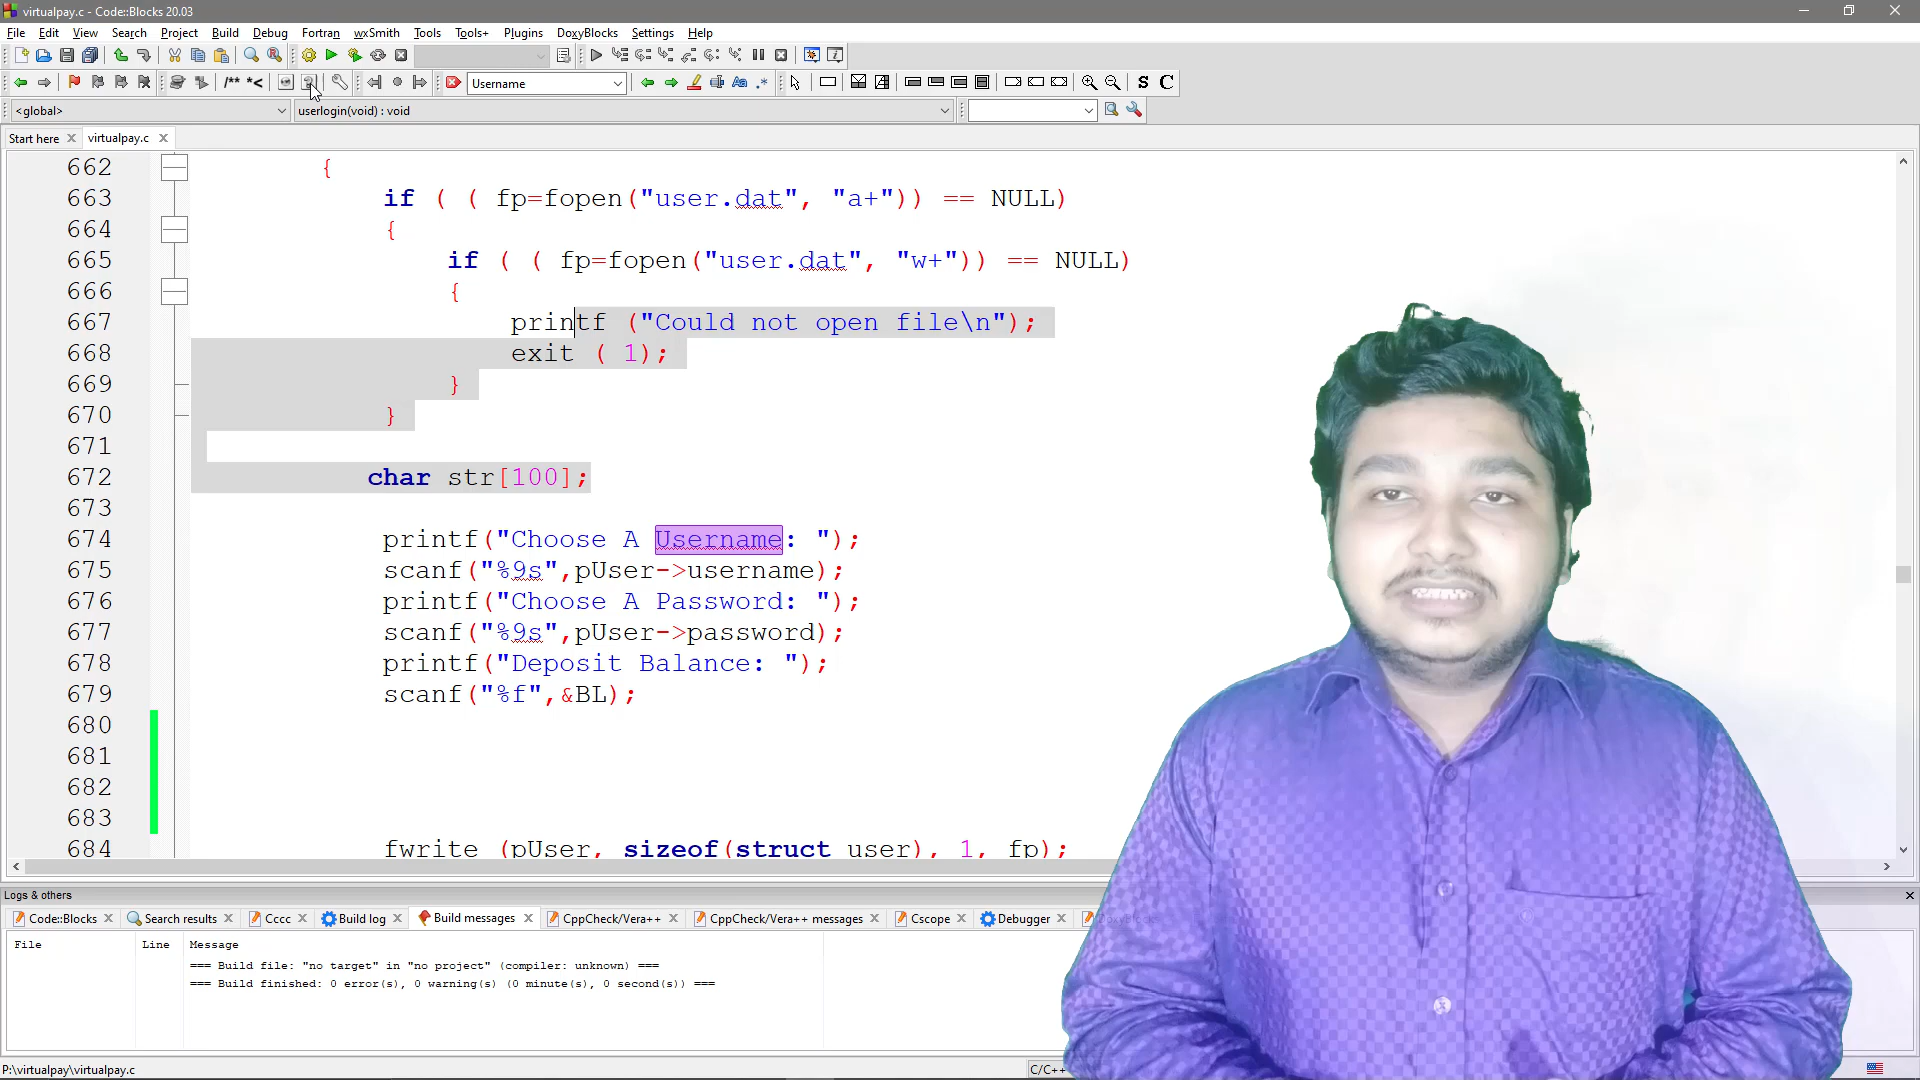 virtualpay.c - Code::Blocks 20.03
File Edit View Search Project Build Debug Fortran wxSmith Tools Tools+ Plugins DoxyBlocks Settings Help
/** *< Username Aa .* S C
<global> userlogin(void) : void
Start here virtualpay.c
662 {
663 if ( ( fp=fopen("user.dat", "a+")) == NULL)
664 {
665 if ( ( fp=fopen("user.dat", "w+")) == NULL)
666 {
667 printf ("Could not open file\n");
668 exit ( 1);
669 }
670 }
671
672 char str[100];
673
674 printf("Choose A Username: ");
675 scanf("%9s",pUser->username);
676 printf("Choose A Password: ");
677 scanf("%9s",pUser->password);
678 printf("Deposit Balance: ");
679 scanf("%f",&BL);
680
681
682
683
684 fwrite (pUser, sizeof(struct user), 1, fp);
Logs & others
Code::Blocks Search results Cccc Build log Build messages CppCheck/Vera++ CppCheck/Vera++ messages Cscope Debugger
File Line Message
=== Build file: "no target" in "no project" (compiler: unknown) ===
=== Build finished: 0 error(s), 0 warning(s) (0 minute(s), 0 second(s)) ===
P:\virtualpay\virtualpay.c C/C++